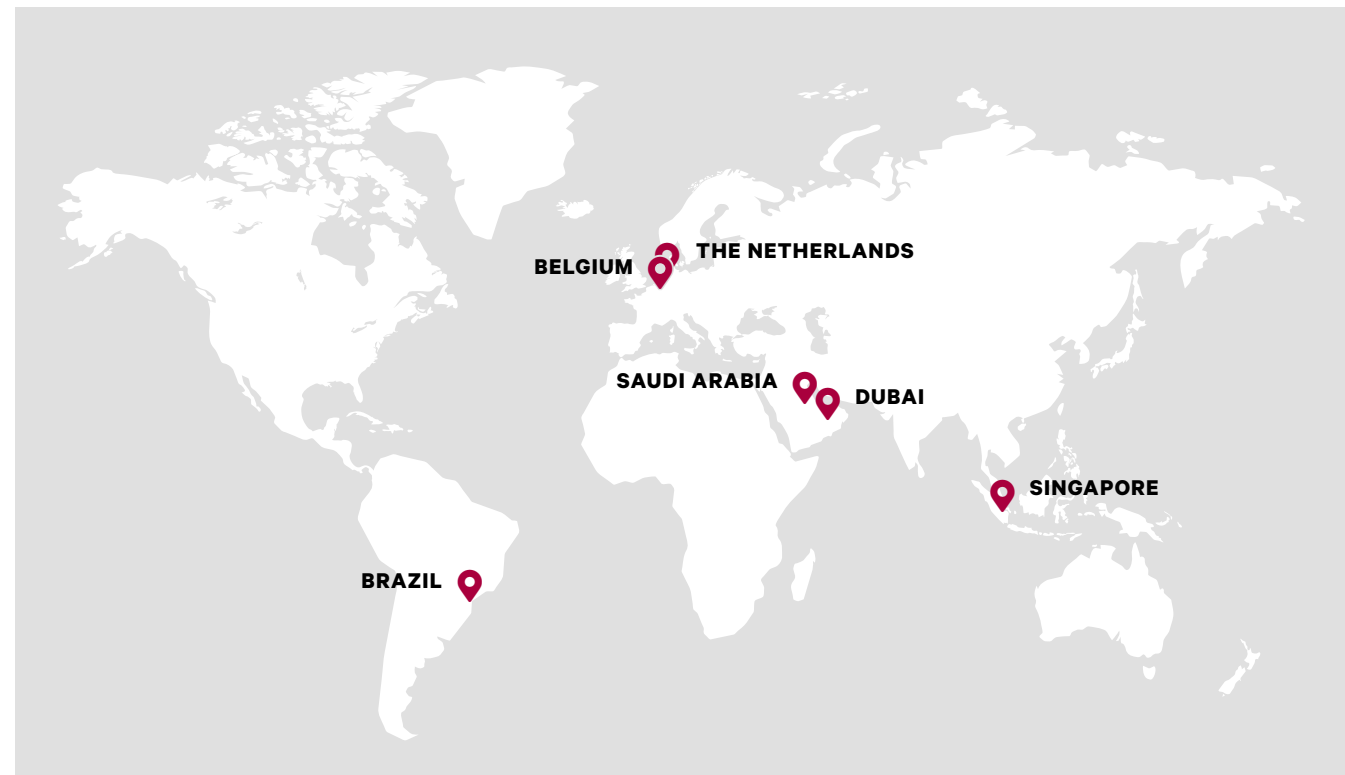 THE NETHERLANDS
BELGIUM
SAUDI ARABIA
DUBAI
SINGAPORE
BRAZIL